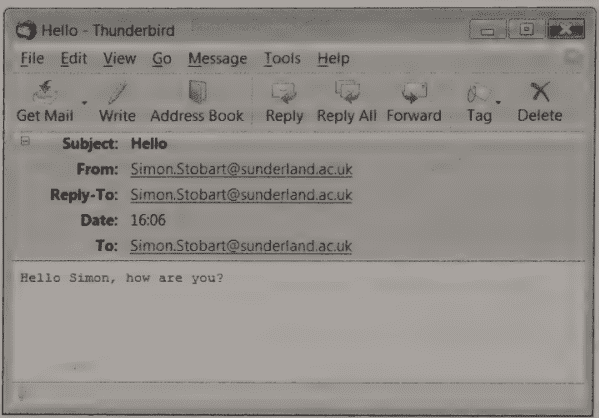 Hello - Thunderbird
File Edit View Go Message Tools Help
Get Mail Write Address Book Reply Reply All Forward Tag Delete
Subject: Hello
From: Simon.Stobart@sunderland.ac.uk
Reply-To: Simon.Stobart@sunderland.ac.uk
Date: 16:06
To: Simon.Stobart@sunderland.ac.uk
Hello Simon, how are you?